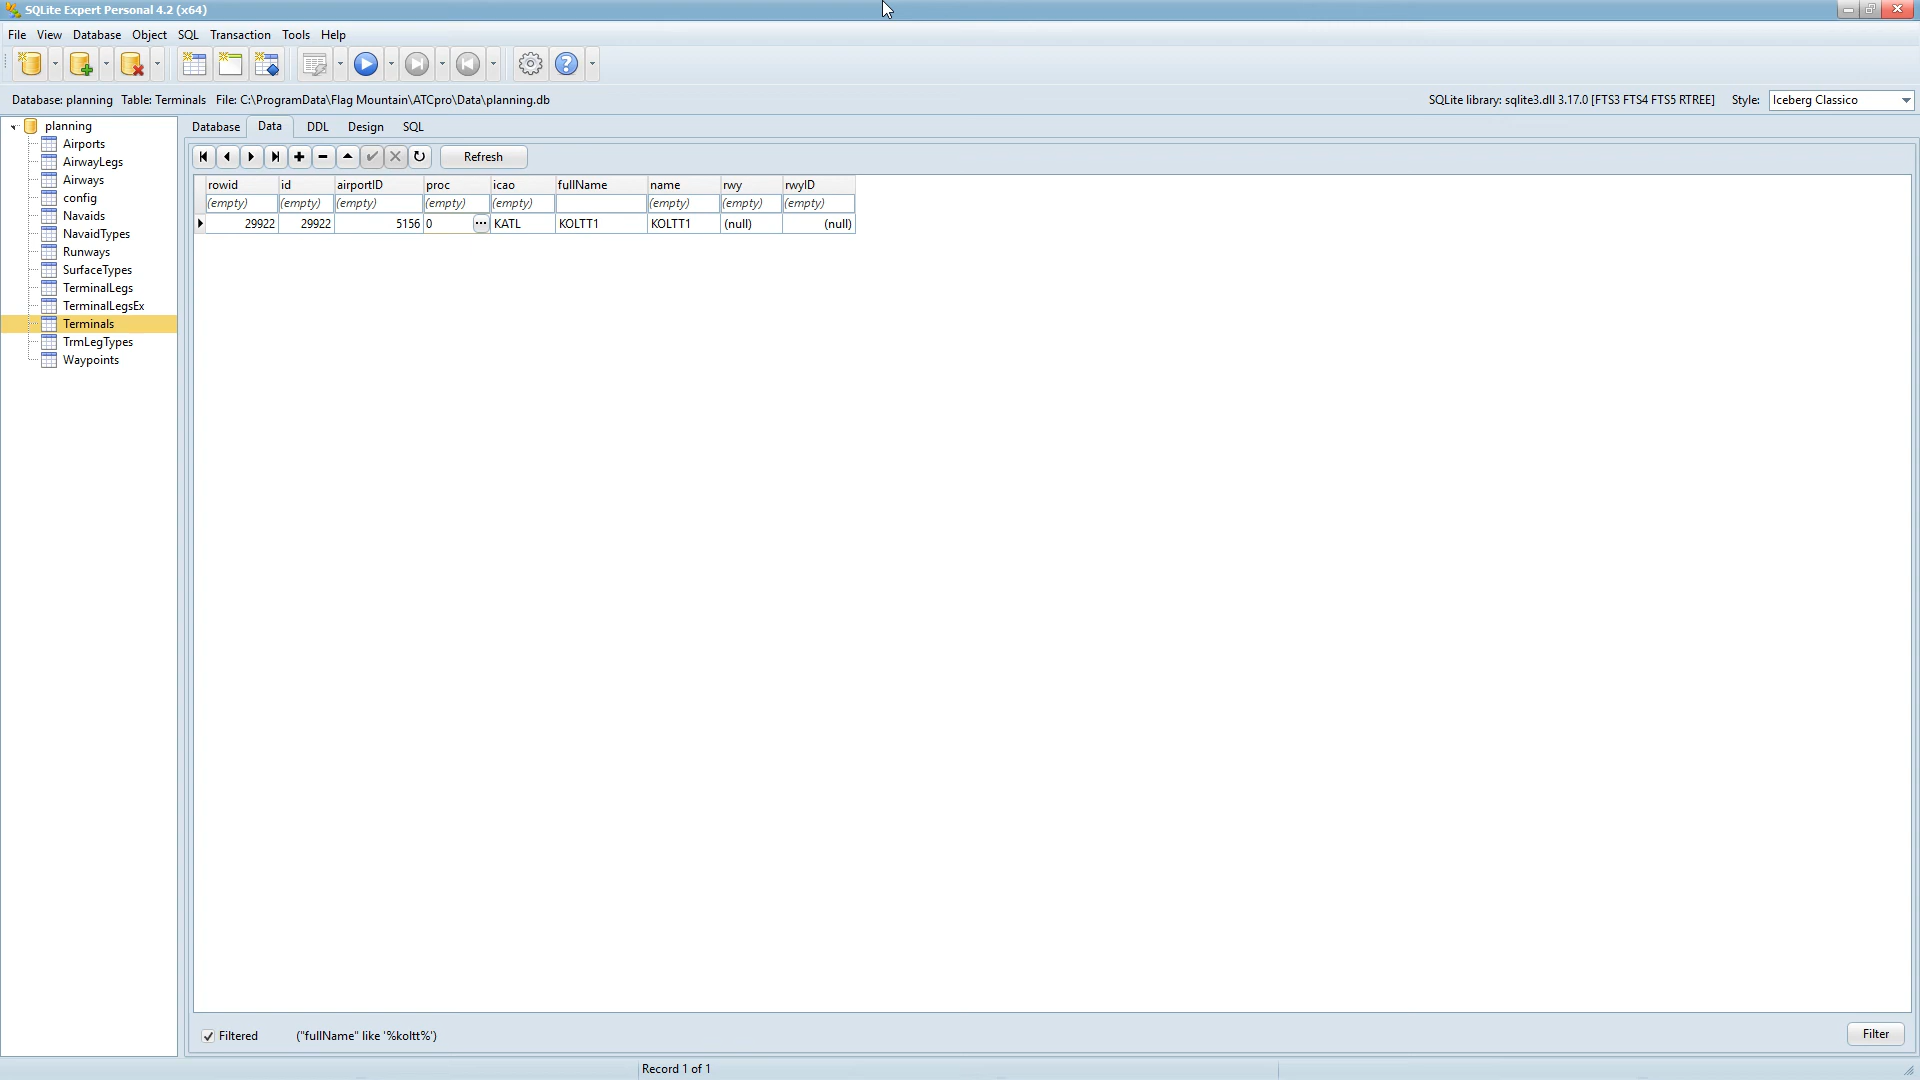 SQLite Expert Personal 4.2 (x64)
File View Database Object SQL Transaction Tools Help
Database: planning Table: Terminals File: C:\ProgramData\Flag Mountain\ATCpro\Data\planning.db SQLite library: sqlite3.dll 3.17.0 [FTS3 FTS4 FTS5 RTREE] Style: Iceberg Classico
planning
Airports
AirwayLegs
Airways
config
Navaids
NavaidTypes
Runways
SurfaceTypes
TerminalLegs
TerminalLegsEx
Terminals
TrmLegTypes
Waypoints
Database Data DDL Design SQL
Refresh
rowid id airportID proc icao fullName name rwy rwyID
(empty) (empty) (empty) (empty) (empty) (empty) (empty) (empty)
29922 29922 5156 0 ... KATL KOLTT1 KOLTT1 (null) (null)
Filtered ("fullName" like '%koltt%') Filter
Record 1 of 1